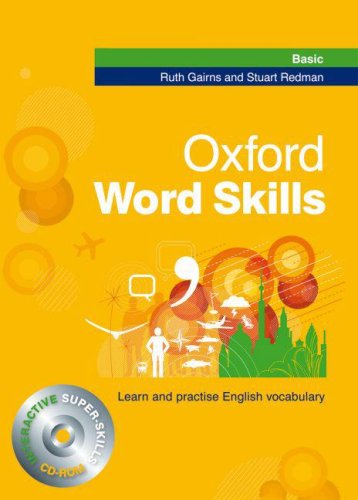 Basic
Ruth Gairns and Stuart Redman
Oxford
Word Skills
Learn and practise English vocabulary
INTERACTIVE SUPER-SKILLS
CD-ROM